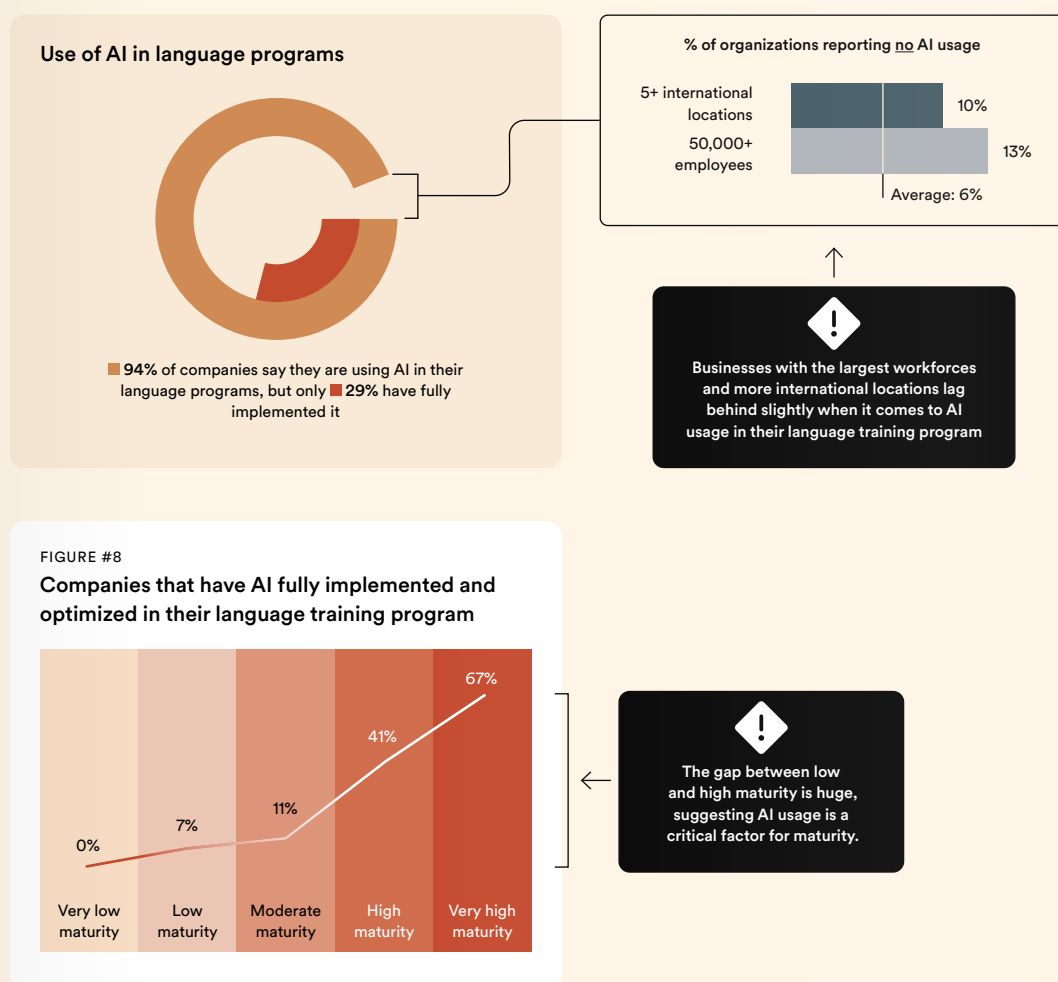 Use of AI in language programs
94% of companies say they are using AI in their
language programs, but only 29% have fully
implemented it
% of organizations reporting no AI usage
5+ international
locations
10%
50,000+
employees
13%
Average: 6%
Businesses with the largest workforces
and more international locations lag
behind slightly when it comes to AI
usage in their language training program
FIGURE #8
Companies that have AI fully implemented and
optimized in their language training program
0%
7%
11%
41%
67%
Very low
maturity
Low
maturity
Moderate
maturity
High
maturity
Very high
maturity
The gap between low
and high maturity is huge,
suggesting AI usage is a
critical factor for maturity.